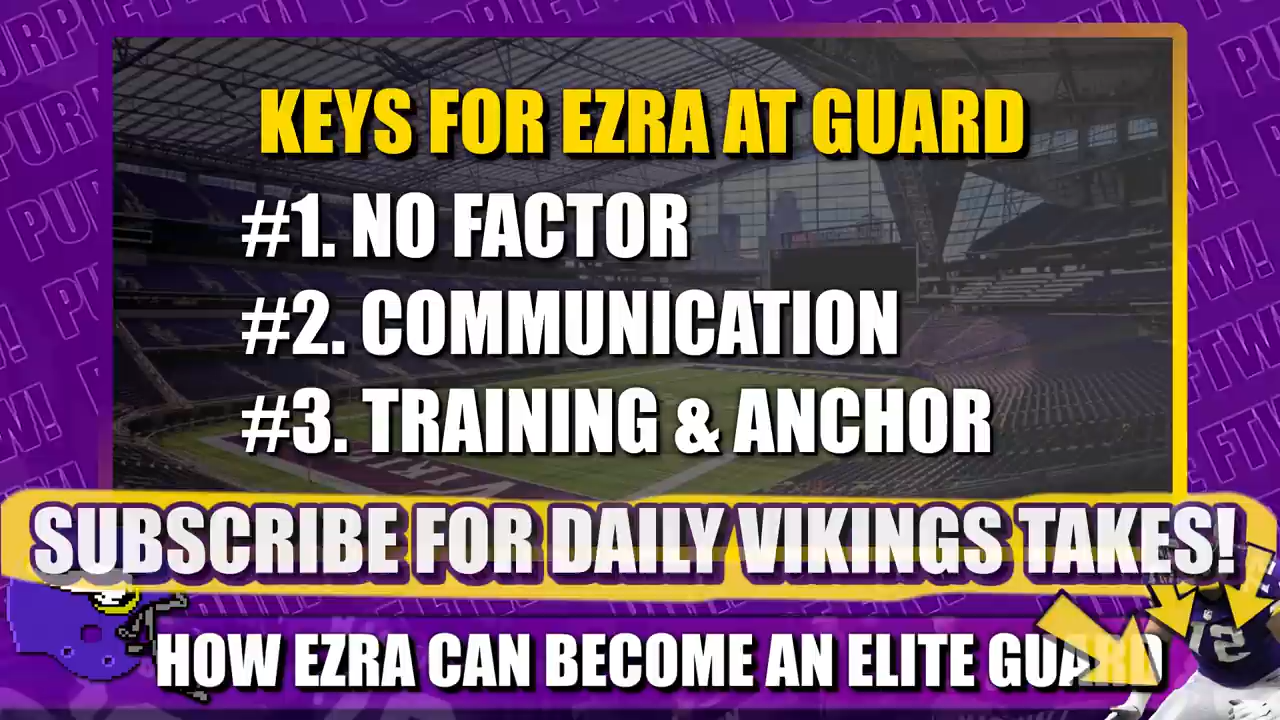 KEYS FOR EZRA AT GUARD
#1. NO FACTOR
#2. COMMUNICATION
#3. TRAINING & ANCHOR
SUBSCRIBE FOR DAILY VIKINGS TAKES!
HOW EZRA CAN BECOME AN ELITE GUARD
12